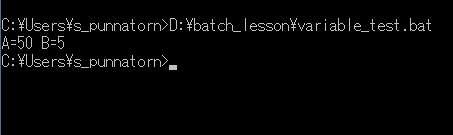 C:¥Users¥s_punnatorn>D:¥batch_lesson¥variable_test.bat
A=50 B=5
C:¥Users¥s_punnatorn>